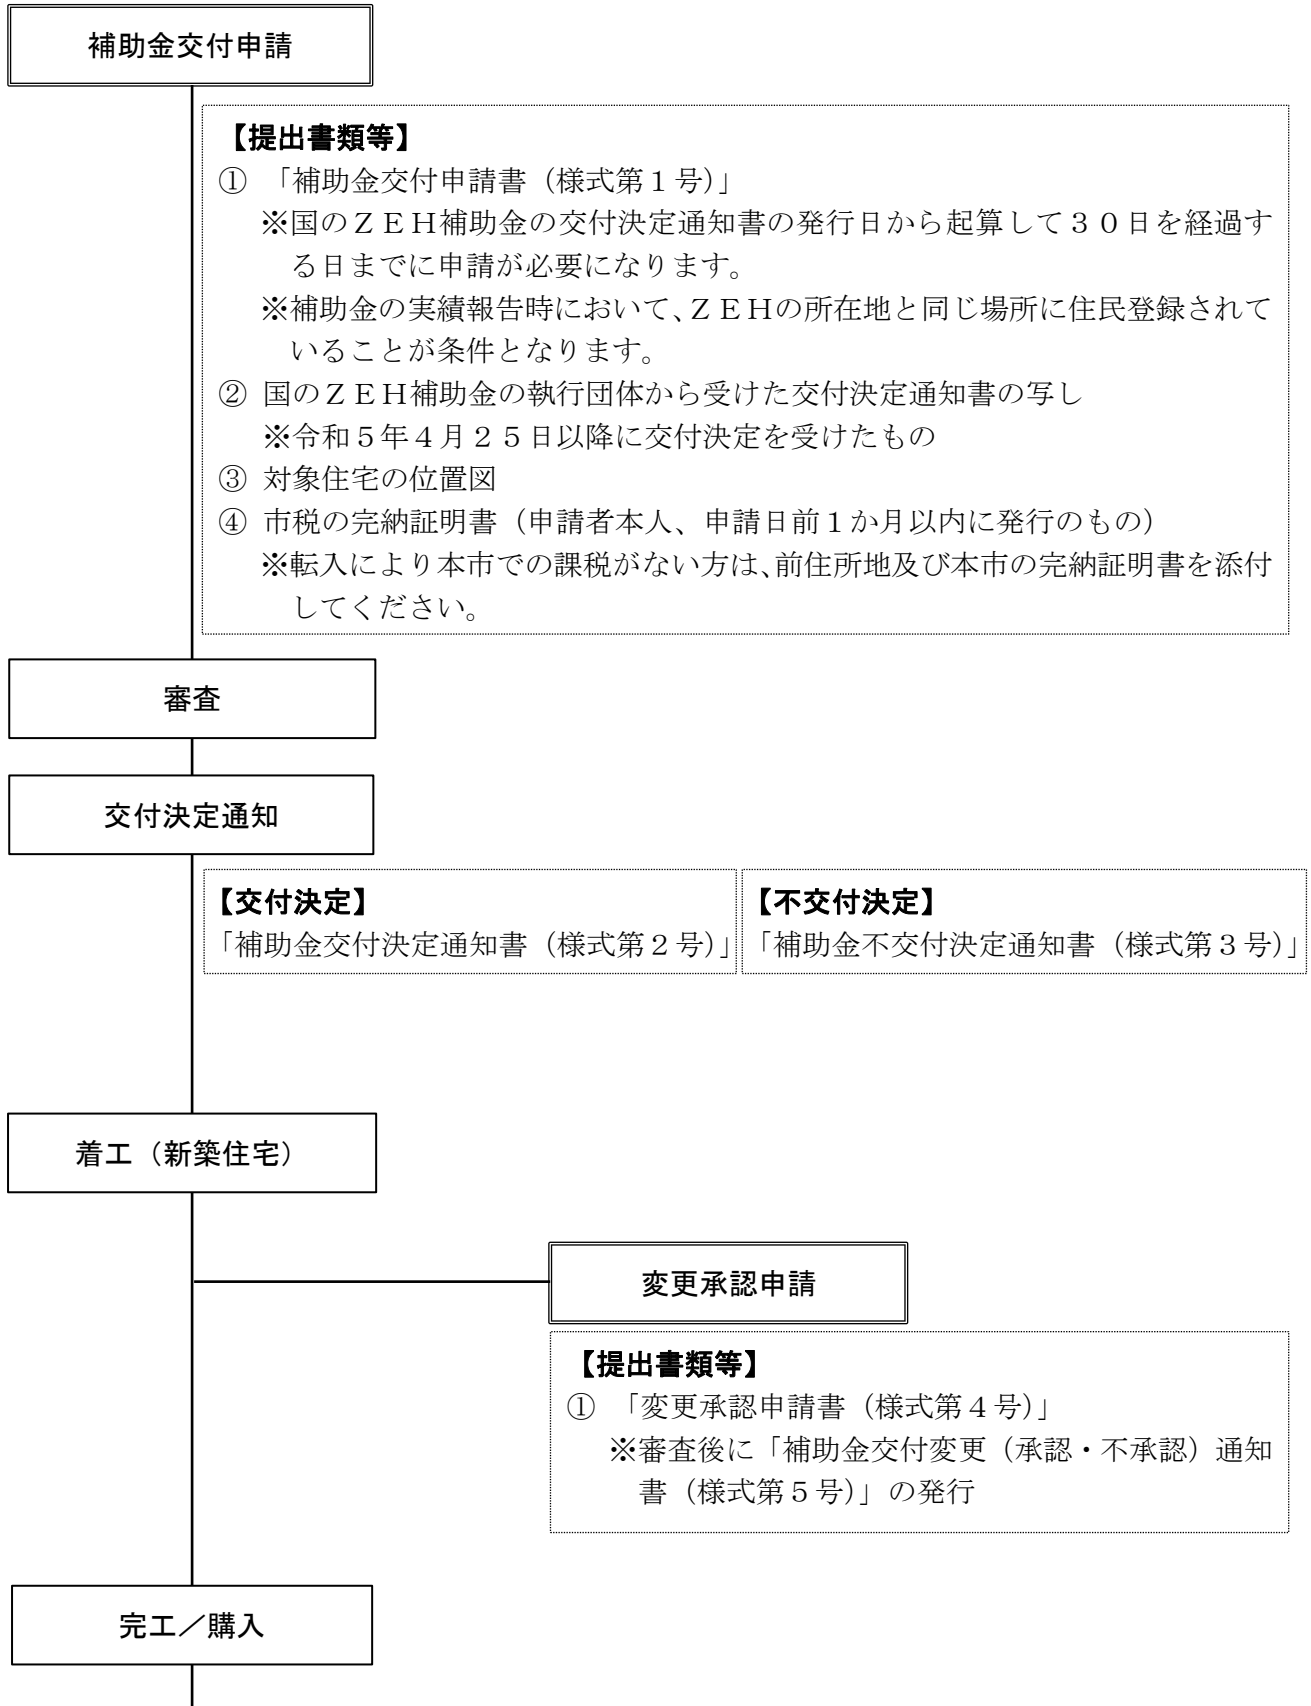 補助金交付申請
【提出書類等】
① 「補助金交付申請書（様式第１号）」
※国のＺＥＨ補助金の交付決定通知書の発行日から起算して３０日を経過す
る日までに申請が必要になります。
※補助金の実績報告時において、ＺＥＨの所在地と同じ場所に住民登録されて
いることが条件となります。
② 国のＺＥＨ補助金の執行団体から受けた交付決定通知書の写し
※令和５年４月２５日以降に交付決定を受けたもの
③ 対象住宅の位置図
④ 市税の完納証明書（申請者本人、申請日前１か月以内に発行のもの）
※転入により本市での課税がない方は、前住所地及び本市の完納証明書を添付
してください。
審査
交付決定通知
【交付決定】
「補助金交付決定通知書（様式第２号）」
【不交付決定】
「補助金不交付決定通知書（様式第３号）」
着工（新築住宅）
変更承認申請
【提出書類等】
① 「変更承認申請書（様式第４号）」
※審査後に「補助金交付変更（承認・不承認）通知
書（様式第５号）」の発行
完工／購入